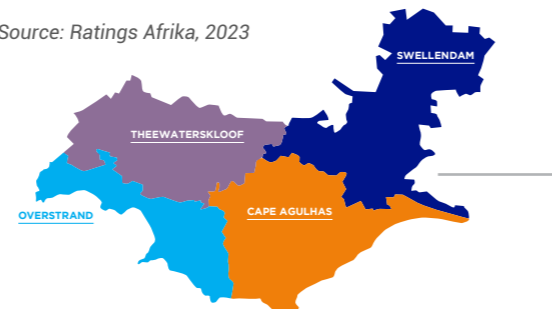 Source: Ratings Afrika, 2023
SWELLENDAM
THEEWATERSKLOOF
OVERSTRAND
CAPE AGULHAS